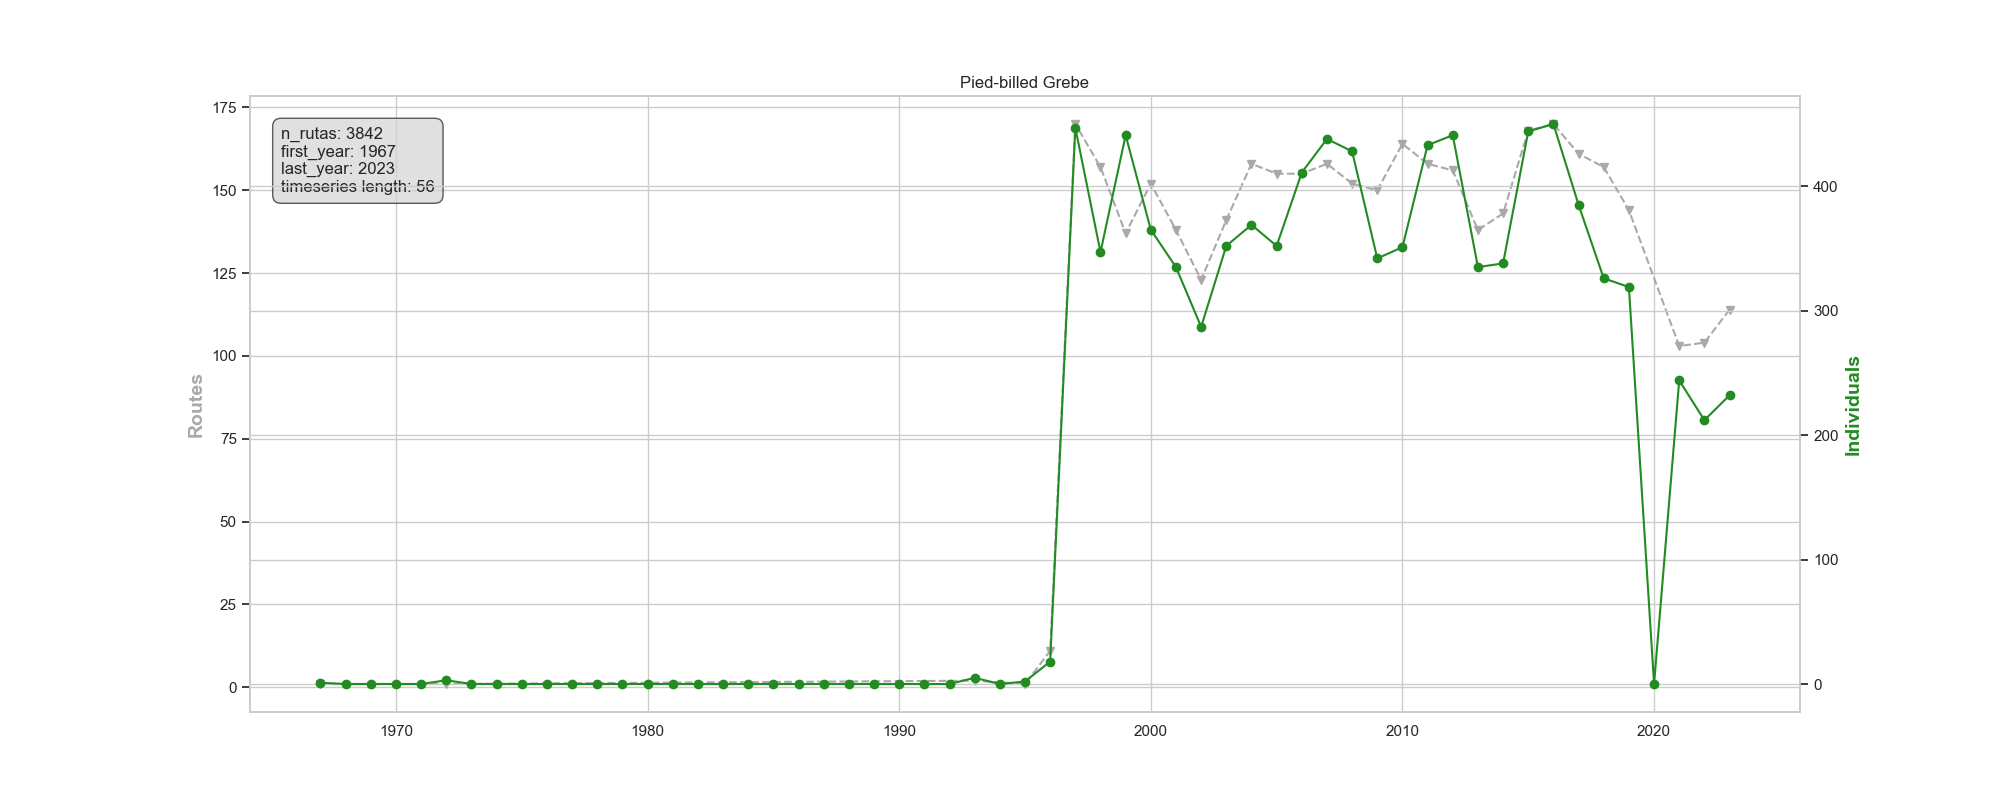 Pied-billed Grebe
n_rutas: 3842
first_year: 1967
last_year: 2023
timeseries length: 56
175
150
125
100
75
50
25
0
Routes
400
300
200
100
0
Individuals
1970 1980 1990 2000 2010 2020